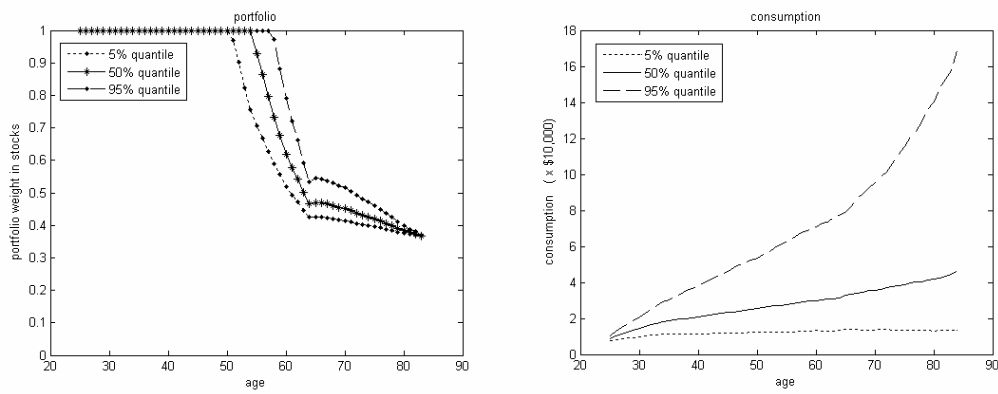 portfolio
1
0.9
0.8
0.7
0.6
0.5
0.4
0.3
0.2
0.1
0
portfolio weight in stocks
5% quantile
50% quantile
95% quantile
20 30 40 50 60 70 80 90
age
consumption
18
16
14
12
10
8
6
4
2
0
consumption ( x $10,000)
5% quantile
50% quantile
95% quantile
20 30 40 50 60 70 80 90
age